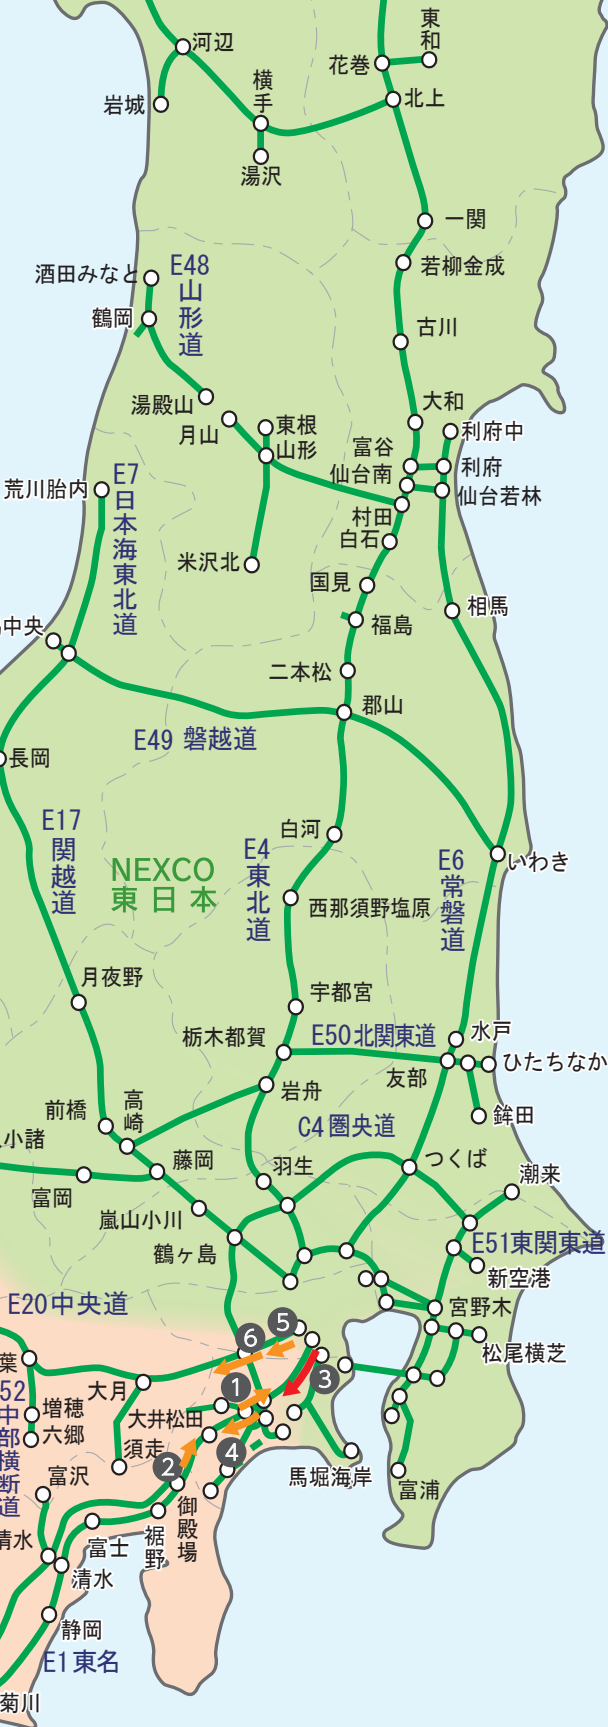 東和
河辺
花巻
横手
北上
岩城
湯沢
一関
酒田みなと
E48
山形道
若柳金成
鶴岡
古川
湯殿山
大和
月山
東根
利府中
山形
富谷
利府
E7
日本海東北道
仙台南
荒川胎内
仙台若林
村田
白石
米沢北
国見
相馬
中央
福島
二本松
郡山
E49 磐越道
長岡
E17
関越道
白河
E4
東北道
E6
常磐道
いわき
NEXCO
東日本
西那須野塩原
月夜野
宇都宮
栃木都賀
E50北関東道
水戸
ひたちなか
友部
岩舟
前橋
高崎
鉾田
C4圏央道
小諸
藤岡
羽生
つくば
富岡
潮来
嵐山小川
鶴ヶ島
E51東関東道
新空港
E20中央道
宮野木
5
6
松尾横芝
葉
52
中部横断道
大月
1
3
増穂
大井松田
六郷
須走
4
2
富沢
馬堀海岸
富浦
御殿場
清水
富士
裾野
清水
静岡
E1東名
菊川